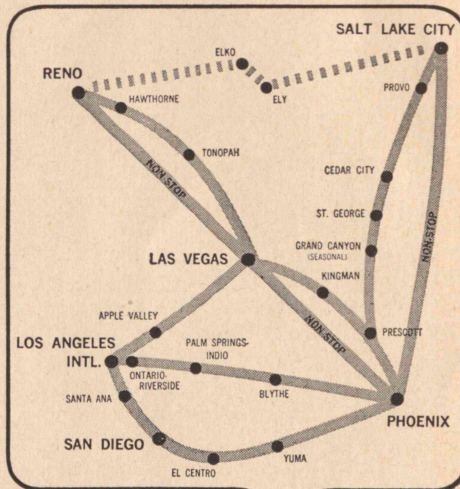 SALT LAKE CITY
ELKO
RENO
ELY
PROVO
HAWTHORNE
TONOPAH
NON-STOP
CEDAR CITY
ST. GEORGE
NON-STOP
GRAND CANYON
(SEASONAL)
LAS VEGAS
KINGMAN
APPLE VALLEY
NON-STOP
PRESCOTT
LOS ANGELES
INTL.
PALM SPRINGS-
INDIO
ONTARIO-
RIVERSIDE
BLYTHE
SANTA ANA
PHOENIX
SAN DIEGO
YUMA
EL CENTRO